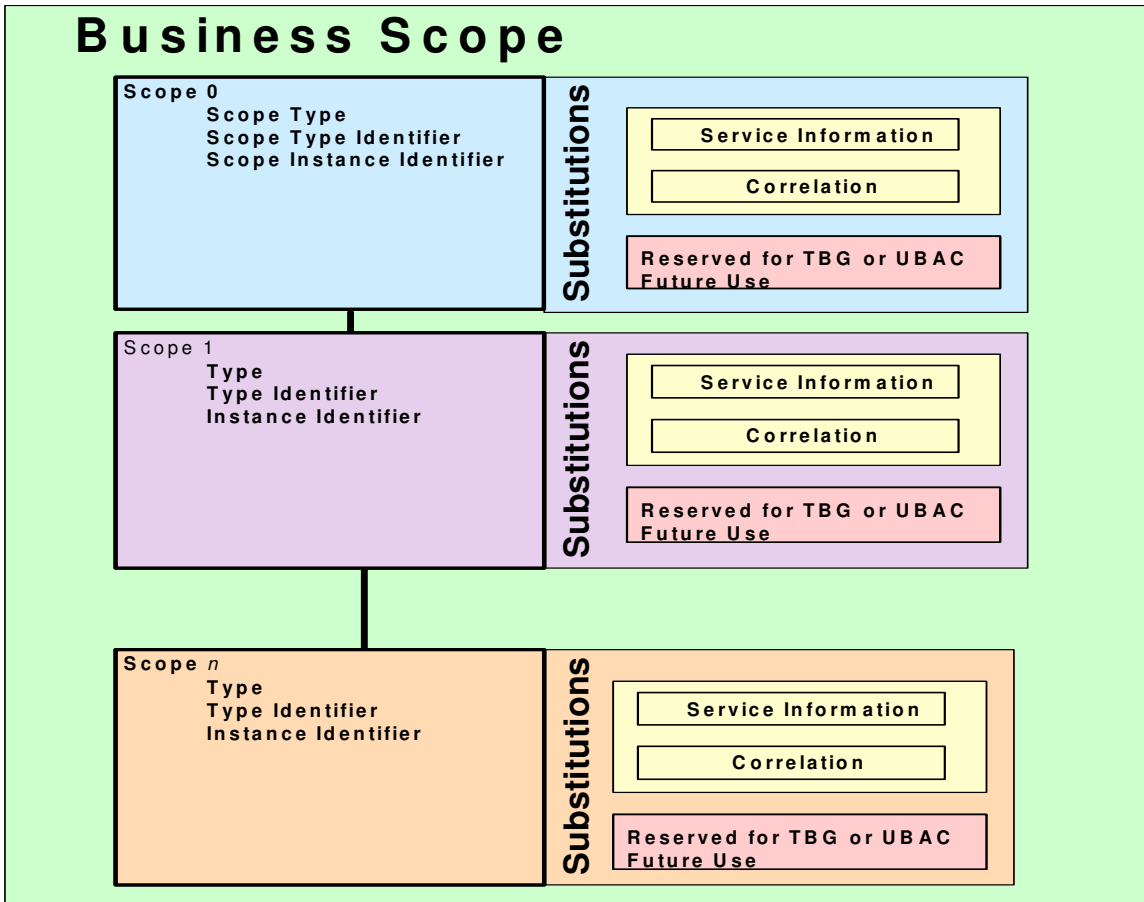 Business Scope
Scope 0
Scope Type
Scope Type Identifier
Scope Instance Identifier
Substitutions
Service Information
Correlation
Reserved for TBG or UBAC
Future Use
Scope 1
Type
Type Identifier
Instance Identifier
Substitutions
Service Information
Correlation
Reserved for TBG or UBAC
Future Use
Scope n
Type
Type Identifier
Instance Identifier
Substitutions
Service Information
Correlation
Reserved for TBG or UBAC
Future Use